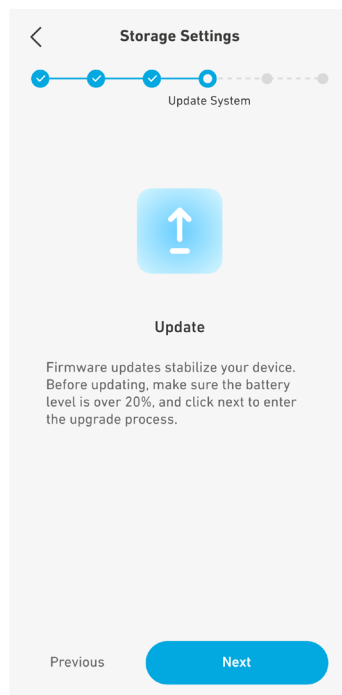 Storage Settings
Update System
Update
Firmware updates stabilize your device.
Before updating, make sure the battery
level is over 20%, and click next to enter
the upgrade process.
Previous
Next